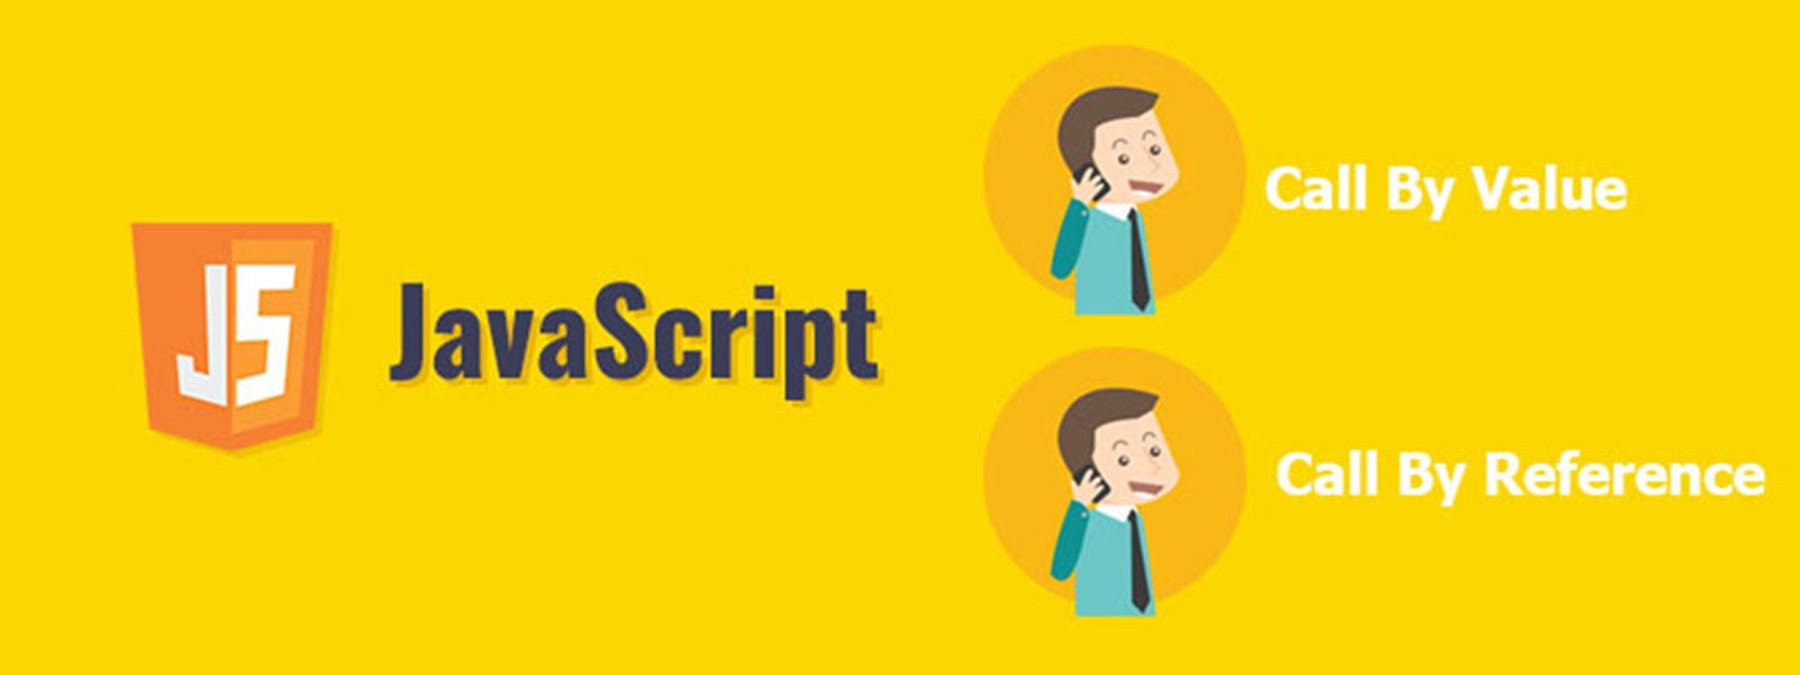 JS
JavaScript
Call By Value
Call By Reference